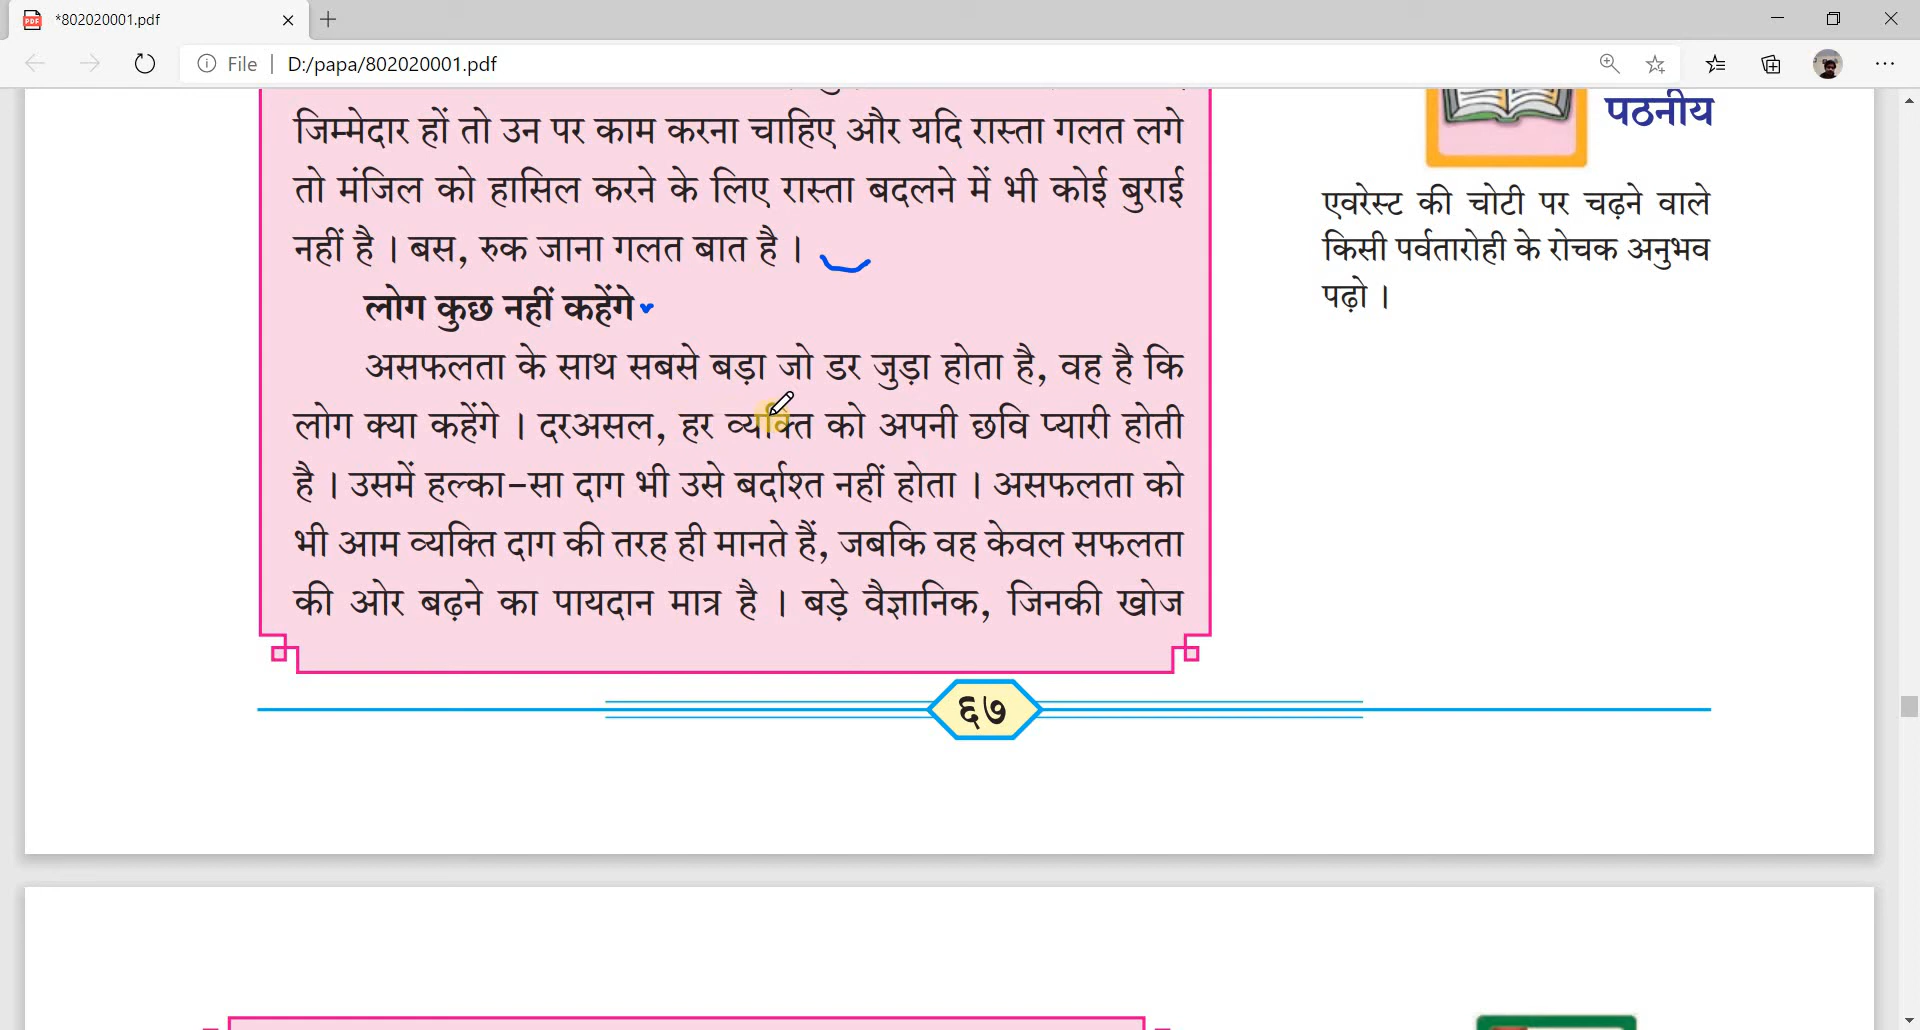 *802020001.pdf
File
D:/papa/802020001.pdf
जिम्मेदार हों तो उन पर काम करना चाहिए और यदि रास्ता गलत लगे
तो मंजिल को हासिल करने के लिए रास्ता बदलने में भी कोई बुराई
नहीं है । बस, रुक जाना गलत बात है ।
लोग कुछ नहीं कहेंगे
असफलता के साथ सबसे बड़ा जो डर जुड़ा होता है, वह है कि
लोग क्या कहेंगे । दरअसल, हर व्यक्ति को अपनी छवि प्यारी होती
है । उसमें हल्का-सा दाग भी उसे बर्दाश्त नहीं होता । असफलता को
भी आम व्यक्ति दाग की तरह ही मानते हैं, जबकि वह केवल सफलता
की ओर बढ़ने का पायदान मात्र है । बड़े वैज्ञानिक, जिनकी खोज
पठनीय
एवरेस्ट की चोटी पर चढ़ने वाले
किसी पर्वतारोही के रोचक अनुभव
पढ़ो ।
६७